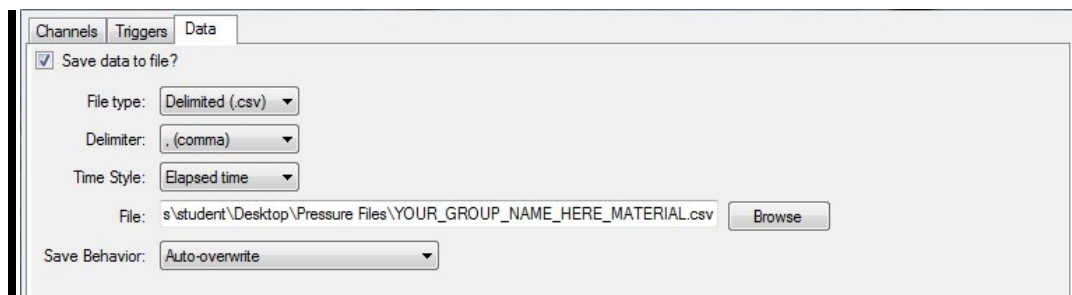 Channels Triggers Data
Save data to file?
File type: Delimited (.csv)
Delimiter: , (comma)
Time Style: Elapsed time
File: s\student\Desktop\Pressure Files\YOUR_GROUP_NAME_HERE_MATERIAL.csv Browse
Save Behavior: Auto-overwrite